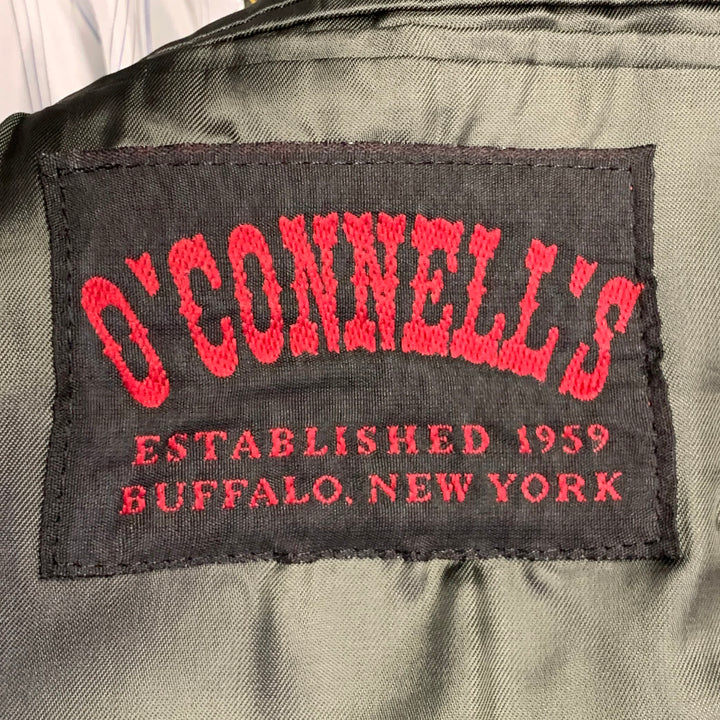 O'CONNELL'S
ESTABLISHED 1959
BUFFALO, NEW YORK